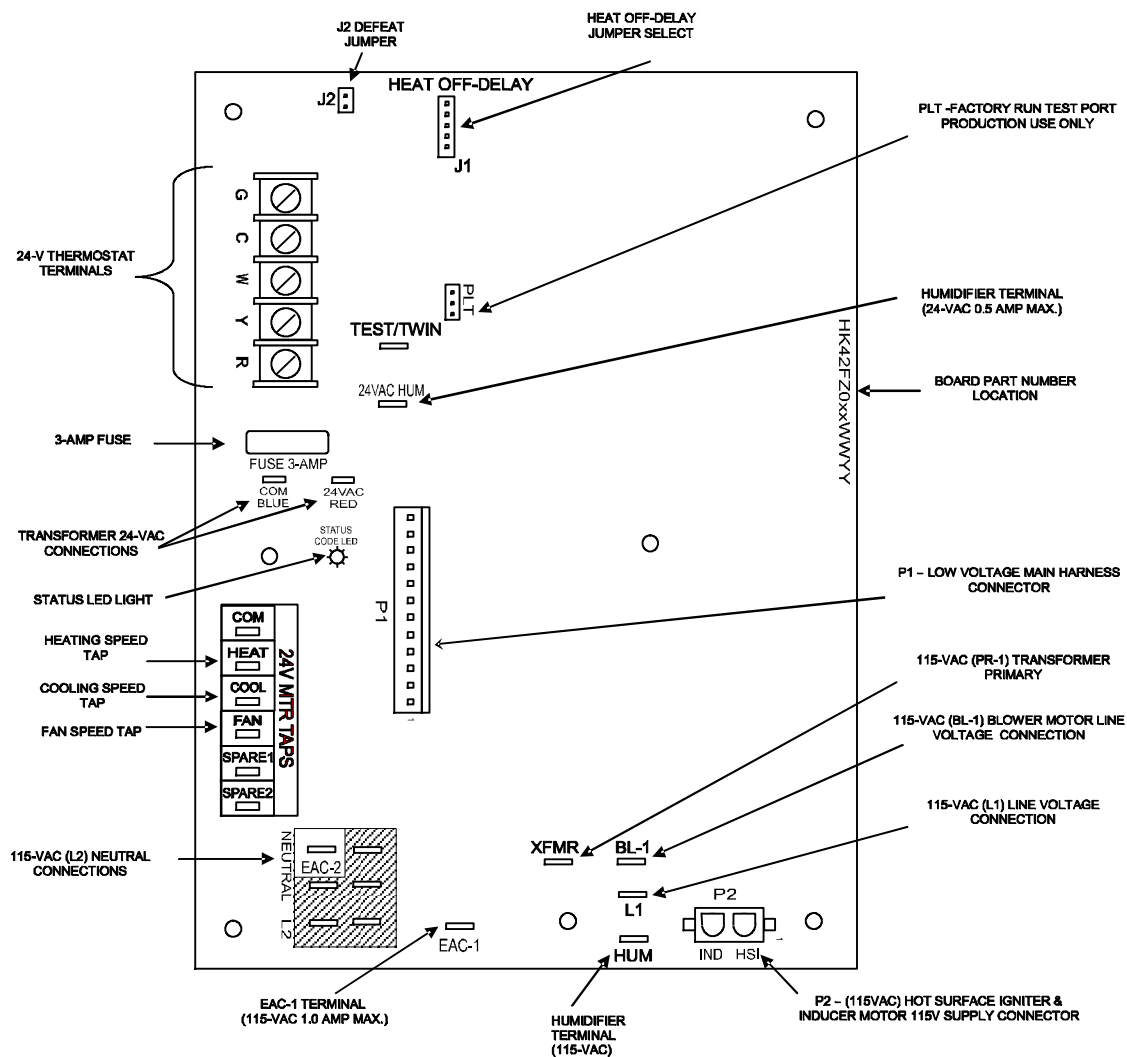 HEAT OFF-DELAY
JUMPER SELECT
J2 DEFEAT
JUMPER
HEAT OFF-DELAY
J2
J1
PLT -FACTORY RUN TEST PORT
PRODUCTION USE ONLY
G
C
W
Y
R
24-V THERMOSTAT
TERMINALS
PLT
TEST/TWIN
24VAC HUM
HUMIDIFIER TERMINAL
(24-VAC 0.5 AMP MAX.)
HK42FZ0xxWWYY
BOARD PART NUMBER
LOCATION
3-AMP FUSE
FUSE 3-AMP
COM
BLUE
24VAC
RED
TRANSFORMER 24-VAC
CONNECTIONS
STATUS
CODE LED
STATUS LED LIGHT
P1
1
P1 – LOW VOLTAGE MAIN HARNESS
CONNECTOR
COM
HEAT
COOL
FAN
SPARE1
SPARE2
24V MTR TAPS
HEATING SPEED
TAP
COOLING SPEED
TAP
FAN SPEED TAP
115-VAC (PR-1) TRANSFORMER
PRIMARY
115-VAC (BL-1) BLOWER MOTOR LINE
VOLTAGE CONNECTION
115-VAC (L1) LINE VOLTAGE
CONNECTION
115-VAC (L2) NEUTRAL
CONNECTIONS
NEUTRAL
L2
EAC-2
EAC-1
XFMR
BL-1
L1
HUM
P2
IND HSI
1
EAC-1 TERMINAL
(115-VAC 1.0 AMP MAX.)
HUMIDIFIER
TERMINAL
(115-VAC)
P2 – (115VAC) HOT SURFACE IGNITER &
INDUCER MOTOR 115V SUPPLY CONNECTOR